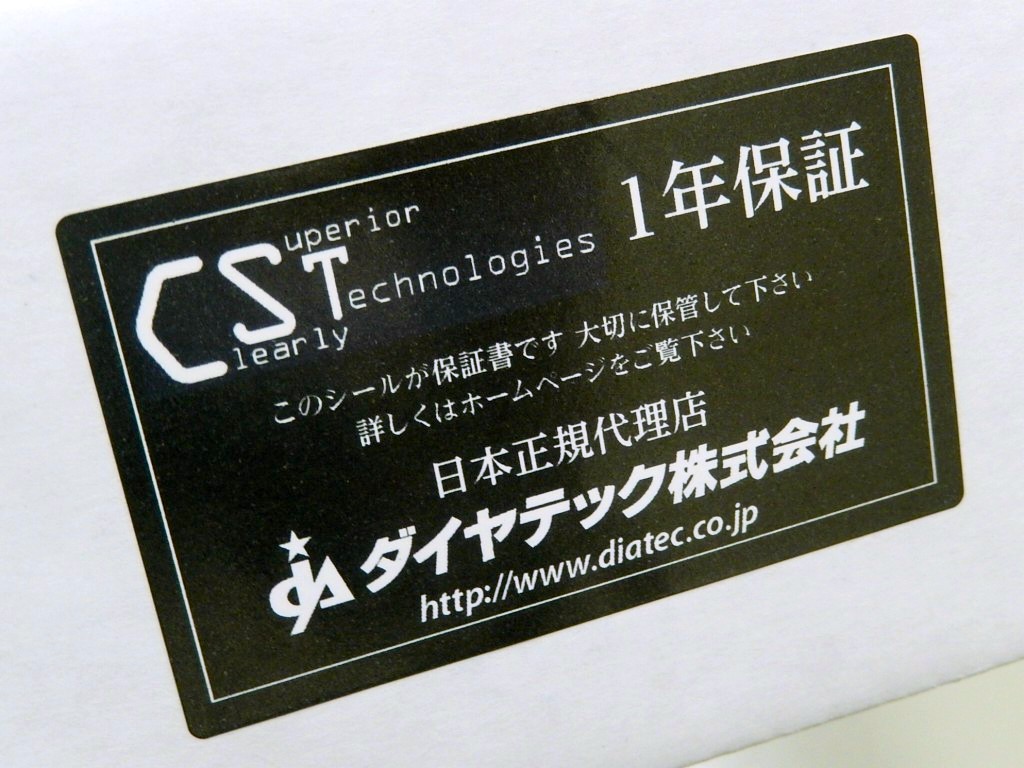 CST
Superior
Technologies
Clearly
1年保証
このシールが保証書です 大切に保管して下さい
詳しくはホームページをご覧下さい
日本正規代理店
ダイヤテック株式会社
http://www.diatec.co.jp